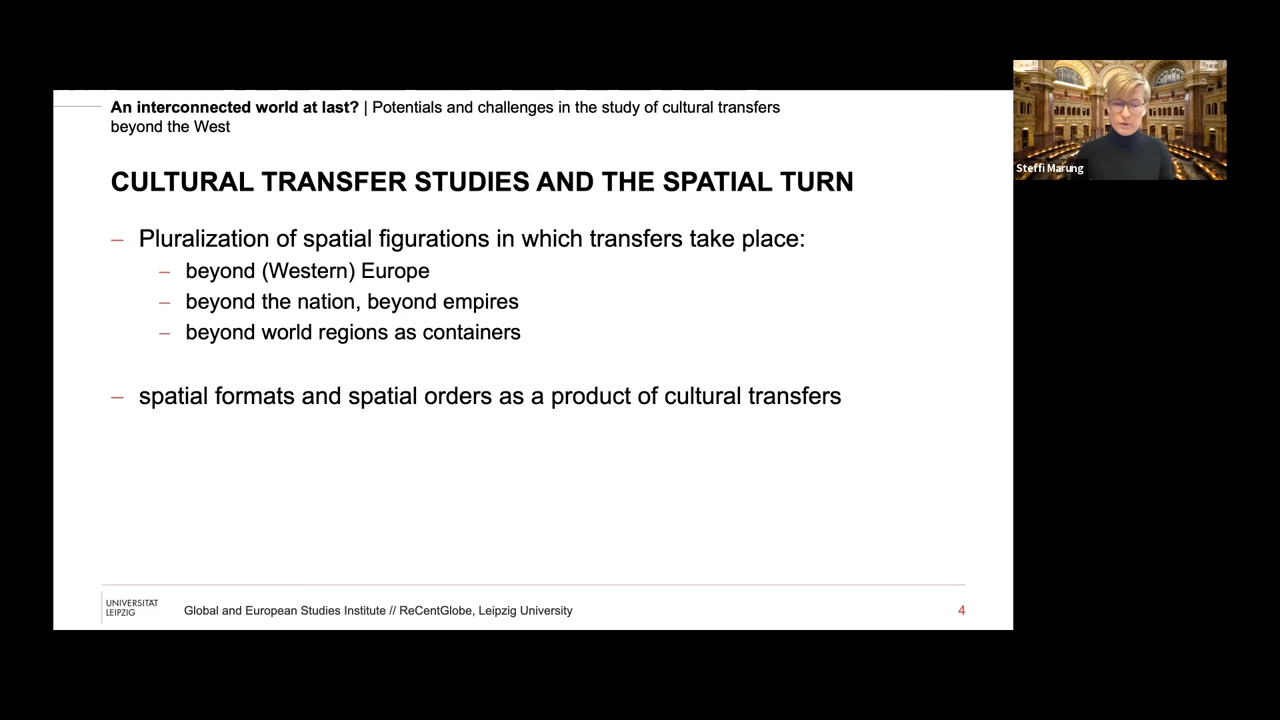 An interconnected world at last? | Potentials and challenges in the study of cultural transfers
beyond the West
CULTURAL TRANSFER STUDIES AND THE SPATIAL TURN
– Pluralization of spatial figurations in which transfers take place:
– beyond (Western) Europe
– beyond the nation, beyond empires
– beyond world regions as containers
– spatial formats and spatial orders as a product of cultural transfers
UNIVERSITÄT
LEIPZIG
Global and European Studies Institute // ReCentGlobe, Leipzig University
4
Steffi Marung